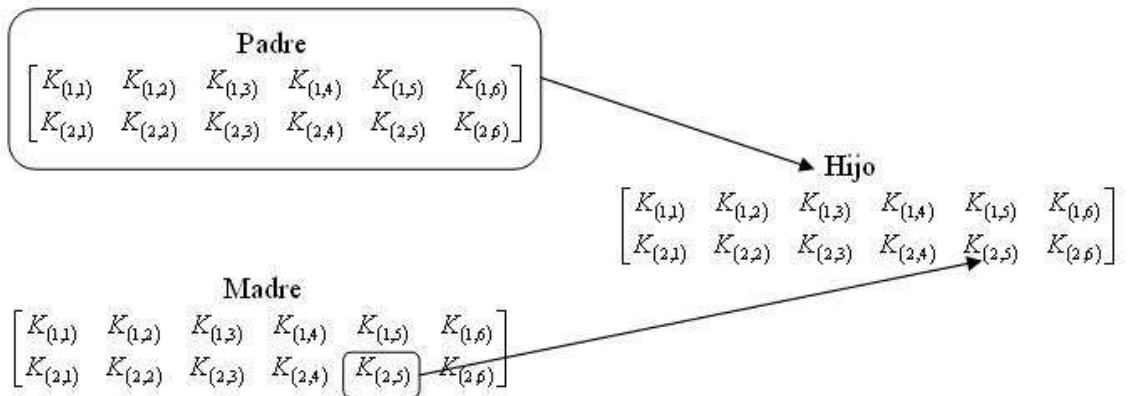 Padre
K(1,1) K(1,2) K(1,3) K(1,4) K(1,5) K(1,6)
K(2,1) K(2,2) K(2,3) K(2,4) K(2,5) K(2,6)
Hijo
K(1,1) K(1,2) K(1,3) K(1,4) K(1,5) K(1,6)
K(2,1) K(2,2) K(2,3) K(2,4) K(2,5) K(2,6)
Madre
K(1,1) K(1,2) K(1,3) K(1,4) K(1,5) K(1,6)
K(2,1) K(2,2) K(2,3) K(2,4) K(2,5) K(2,6)